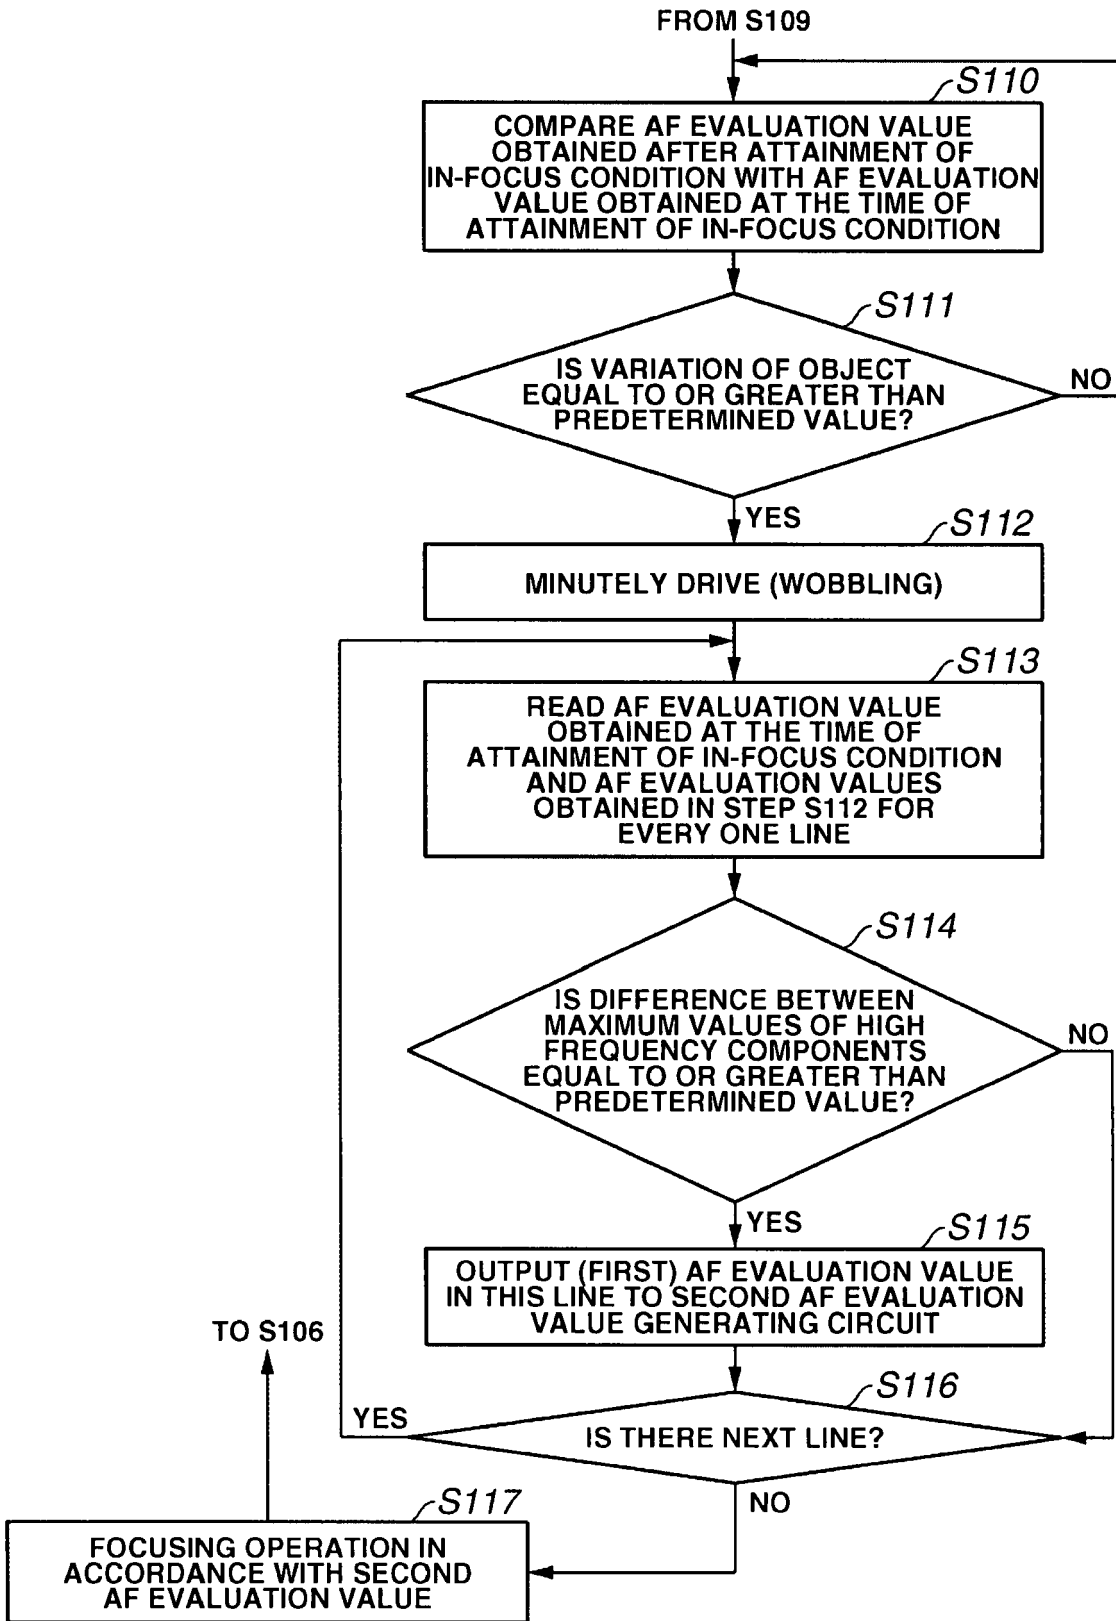 FROM S109
S110
COMPARE AF EVALUATION VALUE
OBTAINED AFTER ATTAINMENT OF
IN-FOCUS CONDITION WITH AF EVALUATION
VALUE OBTAINED AT THE TIME OF
ATTAINMENT OF IN-FOCUS CONDITION
S111
IS VARIATION OF OBJECT
EQUAL TO OR GREATER THAN
PREDETERMINED VALUE?
NO
YES
S112
MINUTELY DRIVE (WOBBLING)
S113
READ AF EVALUATION VALUE
OBTAINED AT THE TIME OF
ATTAINMENT OF IN-FOCUS CONDITION
AND AF EVALUATION VALUES
OBTAINED IN STEP S112 FOR
EVERY ONE LINE
S114
IS DIFFERENCE BETWEEN
MAXIMUM VALUES OF HIGH
FREQUENCY COMPONENTS
EQUAL TO OR GREATER THAN
PREDETERMINED VALUE?
NO
YES
S115
OUTPUT (FIRST) AF EVALUATION VALUE
IN THIS LINE TO SECOND AF EVALUATION
VALUE GENERATING CIRCUIT
TO S106
S116
YES
IS THERE NEXT LINE?
NO
S117
FOCUSING OPERATION IN
ACCORDANCE WITH SECOND
AF EVALUATION VALUE